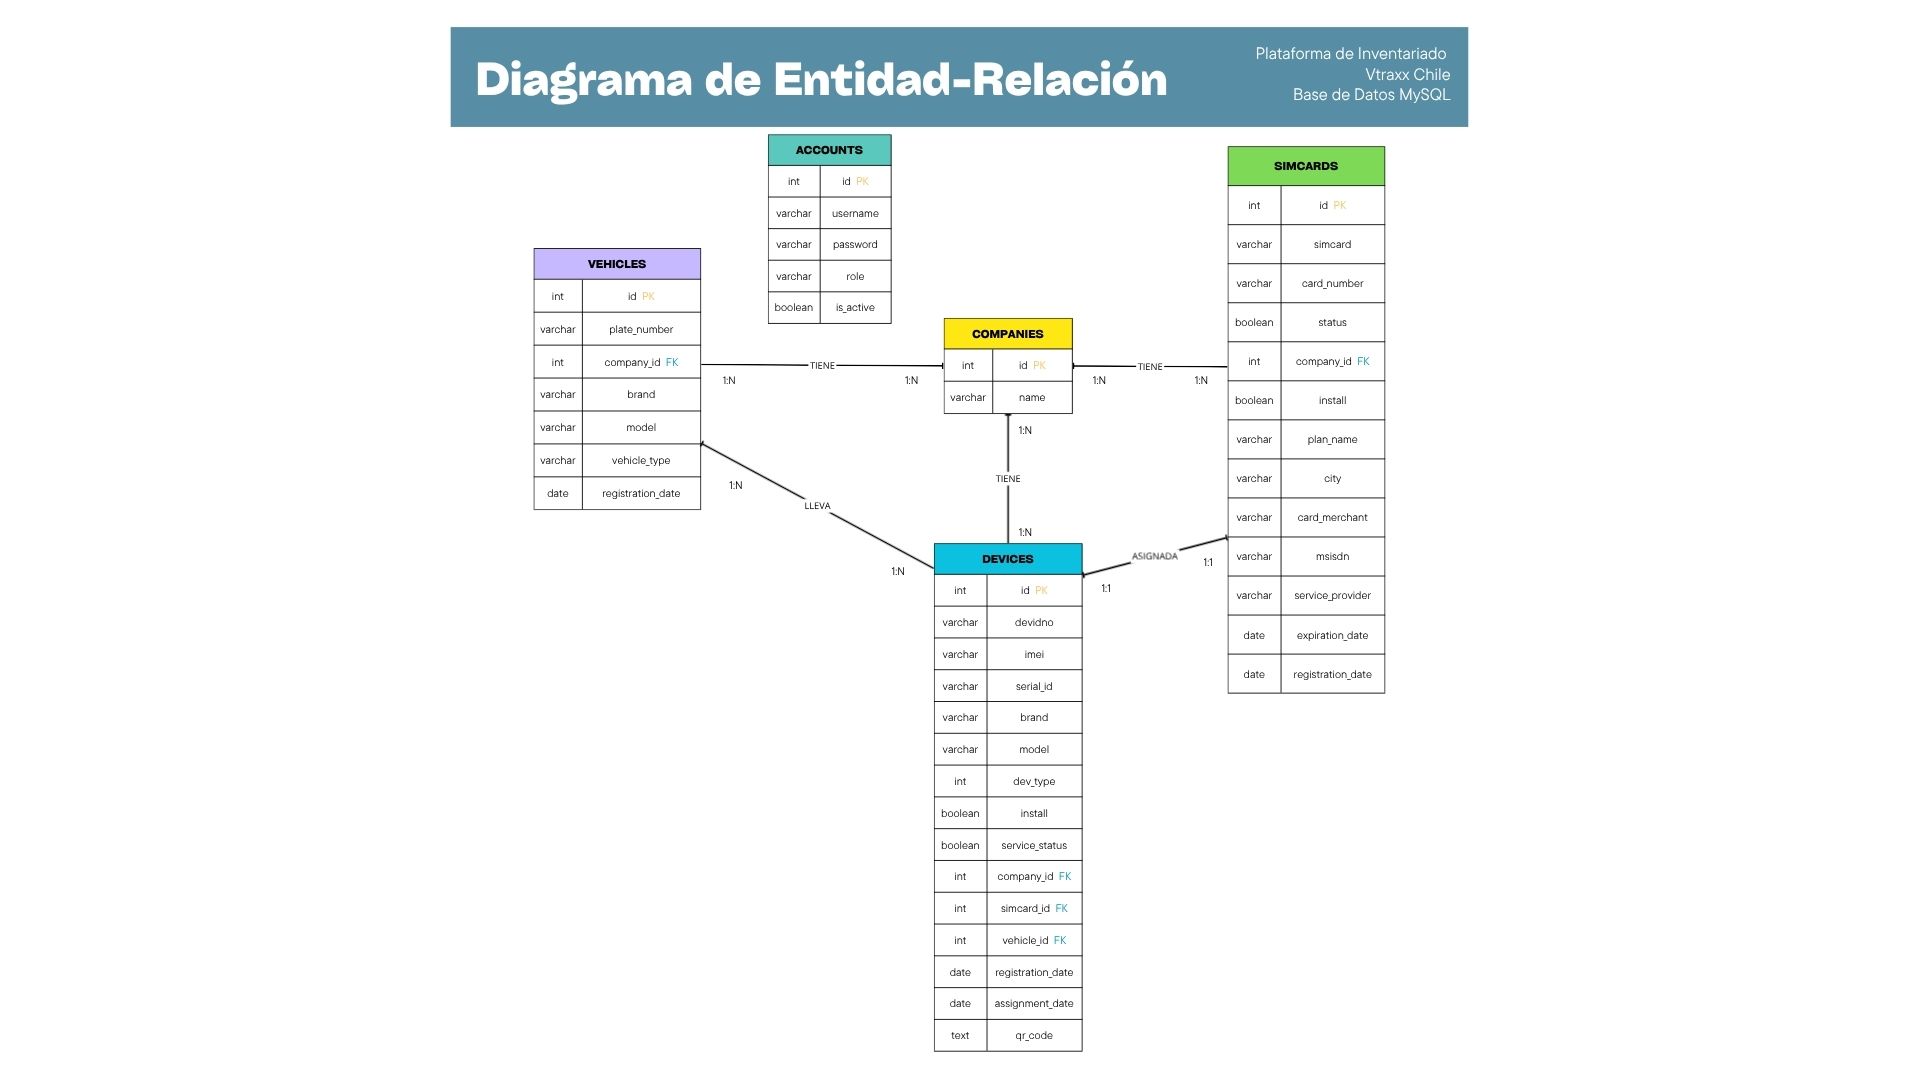 Diagrama de Entidad-Relación
Plataforma de Inventariado
Vtraxx Chile
Base de Datos MySQL
ACCOUNTS
int id PK
varchar username
varchar password
varchar role
boolean is_active
SIMCARDS
int id PK
varchar simcard
varchar card_number
boolean status
int company_id FK
boolean install
varchar plan_name
varchar city
varchar card_merchant
varchar msisdn
varchar service_provider
date expiration_date
date registration_date
VEHICLES
int id PK
varchar plate_number
int company_id FK
varchar brand
varchar model
varchar vehicle_type
date registration_date
COMPANIES
int id PK
varchar name
TIENE
1:N
1:N
TIENE
1:N
1:N
1:N
TIENE
1:N
1:N
LLEVA
1:N
ASIGNADA
1:1
1:1
DEVICES
int id PK
varchar devidno
varchar imei
varchar serial_id
varchar brand
varchar model
int dev_type
boolean install
boolean service_status
int company_id FK
int simcard_id FK
int vehicle_id FK
date registration_date
date assignment_date
text qr_code